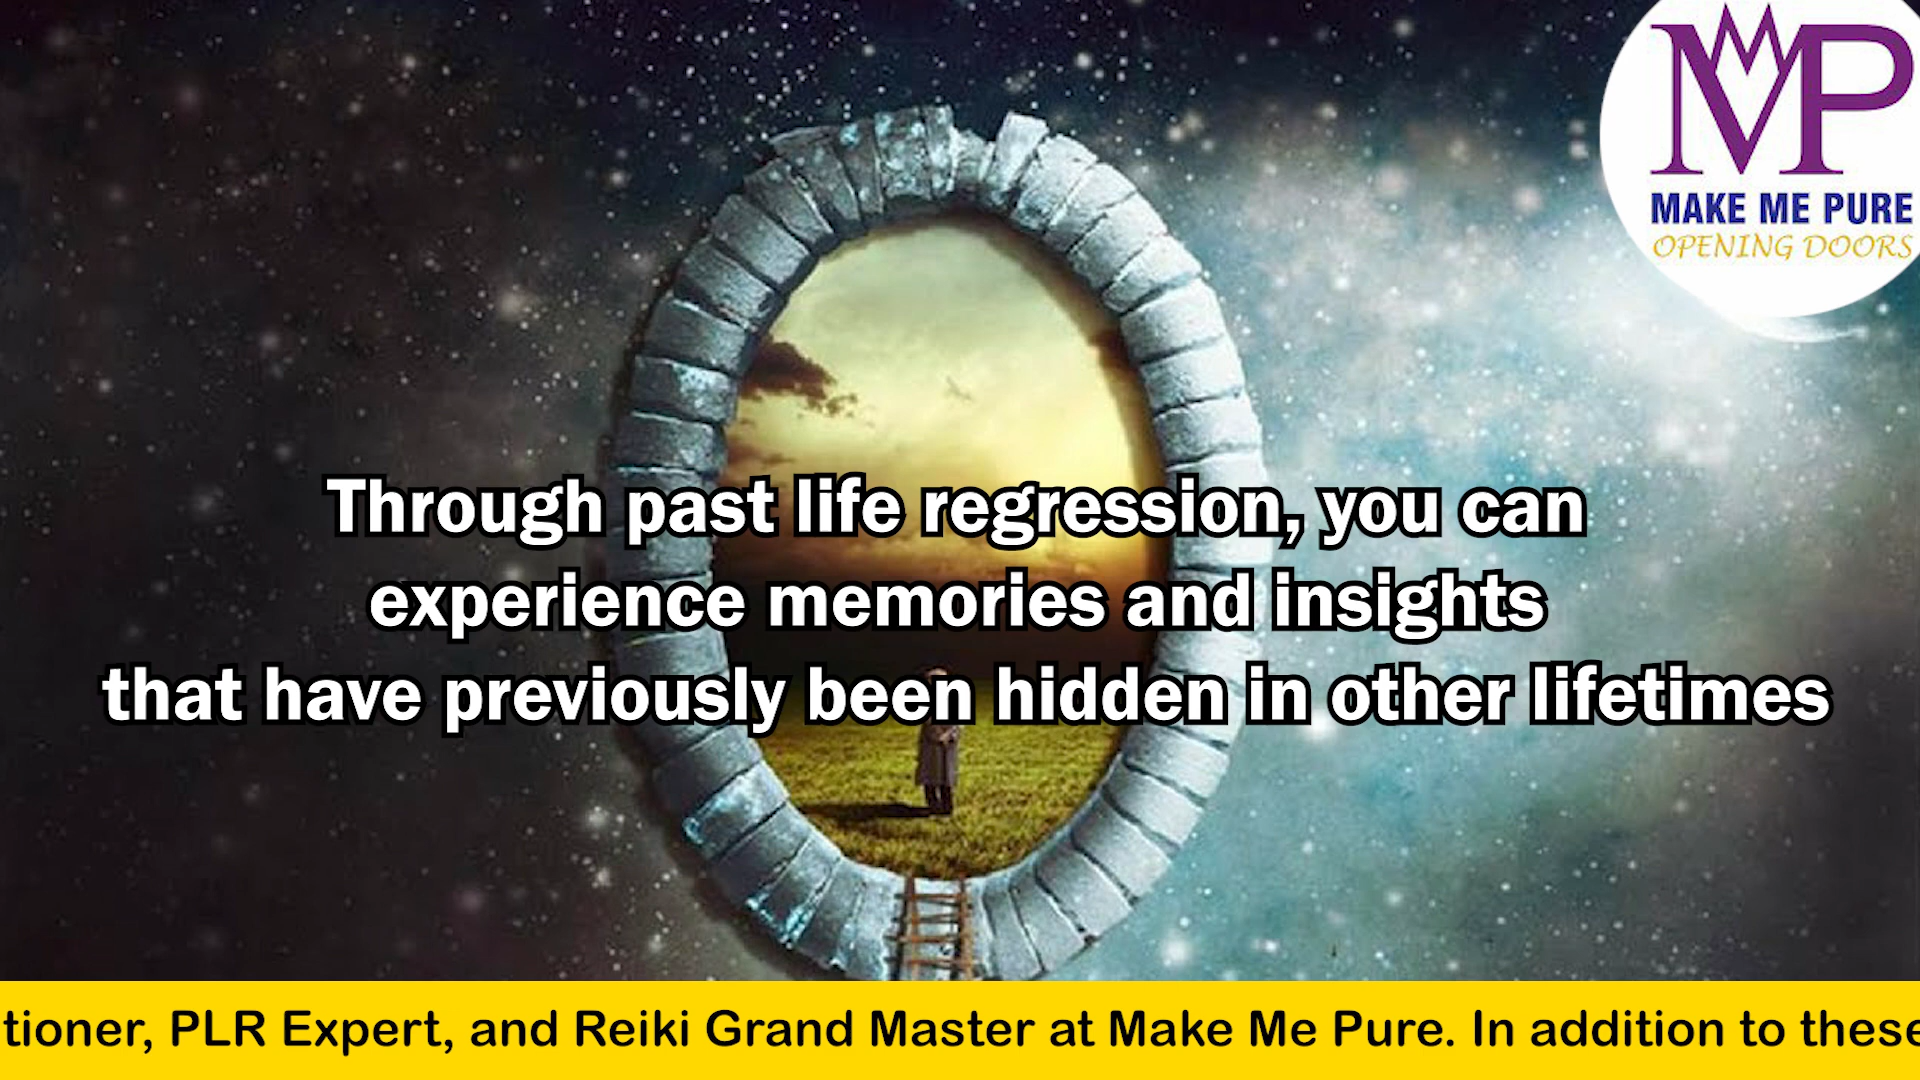 MP
MAKE ME PURE
OPENING DOORS
Through past life regression, you can
experience memories and insights
that have previously been hidden in other lifetimes
tioner, PLR Expert, and Reiki Grand Master at Make Me Pure. In addition to these